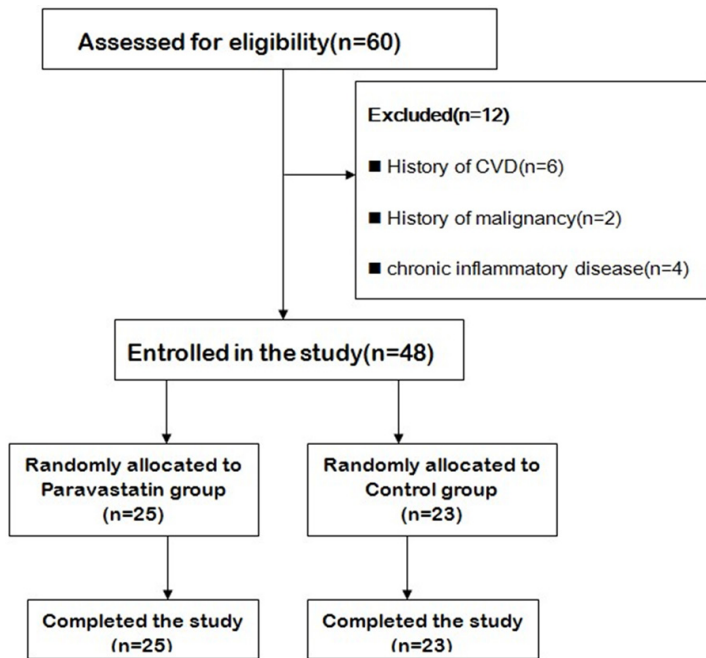 Assessed for eligibility(n=60)
Excluded(n=12)
■ History of CVD(n=6)
■ History of malignancy(n=2)
■ chronic inflammatory disease(n=4)
Entrolled in the study(n=48)
Randomly allocated to
Paravastatin group
(n=25)
Randomly allocated to
Control group
(n=23)
Completed the study
(n=25)
Completed the study
(n=23)